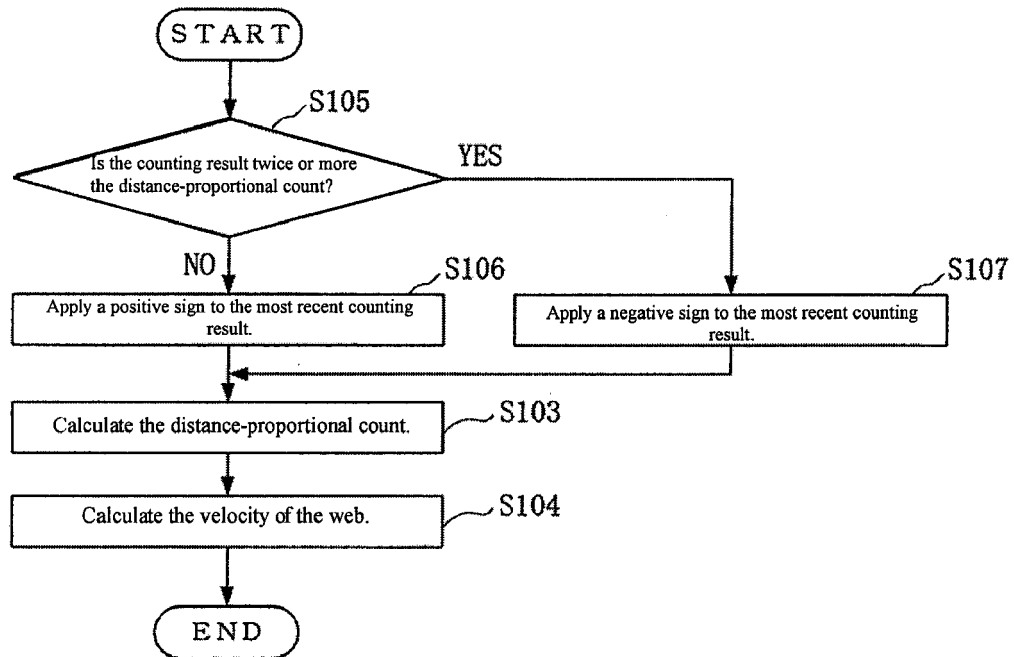 START
S105
Is the counting result twice or more
the distance-proportional count?
YES
NO
S106
S107
Apply a positive sign to the most recent counting
result.
Apply a negative sign to the most recent counting
result.
S103
Calculate the distance-proportional count.
S104
Calculate the velocity of the web.
END